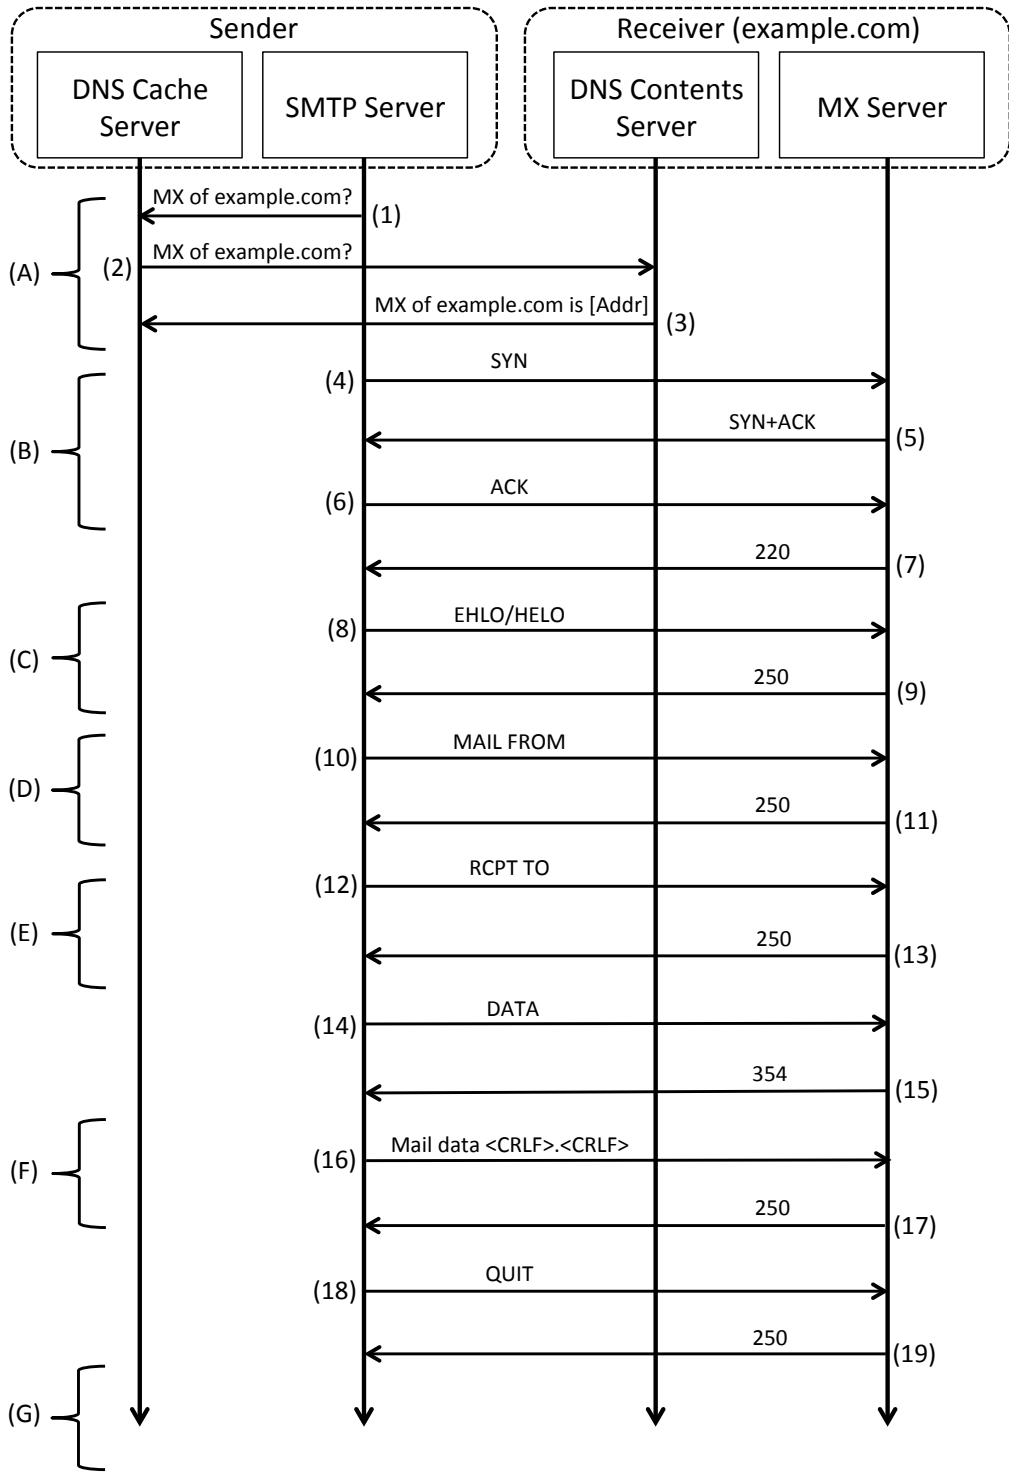 Sender
Receiver (example.com)
DNS Cache
Server
SMTP Server
DNS Contents
Server
MX Server
MX of example.com?
(1)
(A)
(2)
MX of example.com?
MX of example.com is [Addr]
(3)
(4)
SYN
(B)
SYN+ACK
(5)
(6)
ACK
220
(7)
(C)
(8)
EHLO/HELO
250
(9)
(D)
(10)
MAIL FROM
250
(11)
(E)
(12)
RCPT TO
250
(13)
(14)
DATA
354
(15)
(F)
(16)
Mail data <CRLF>.<CRLF>
250
(17)
(18)
QUIT
250
(19)
(G)